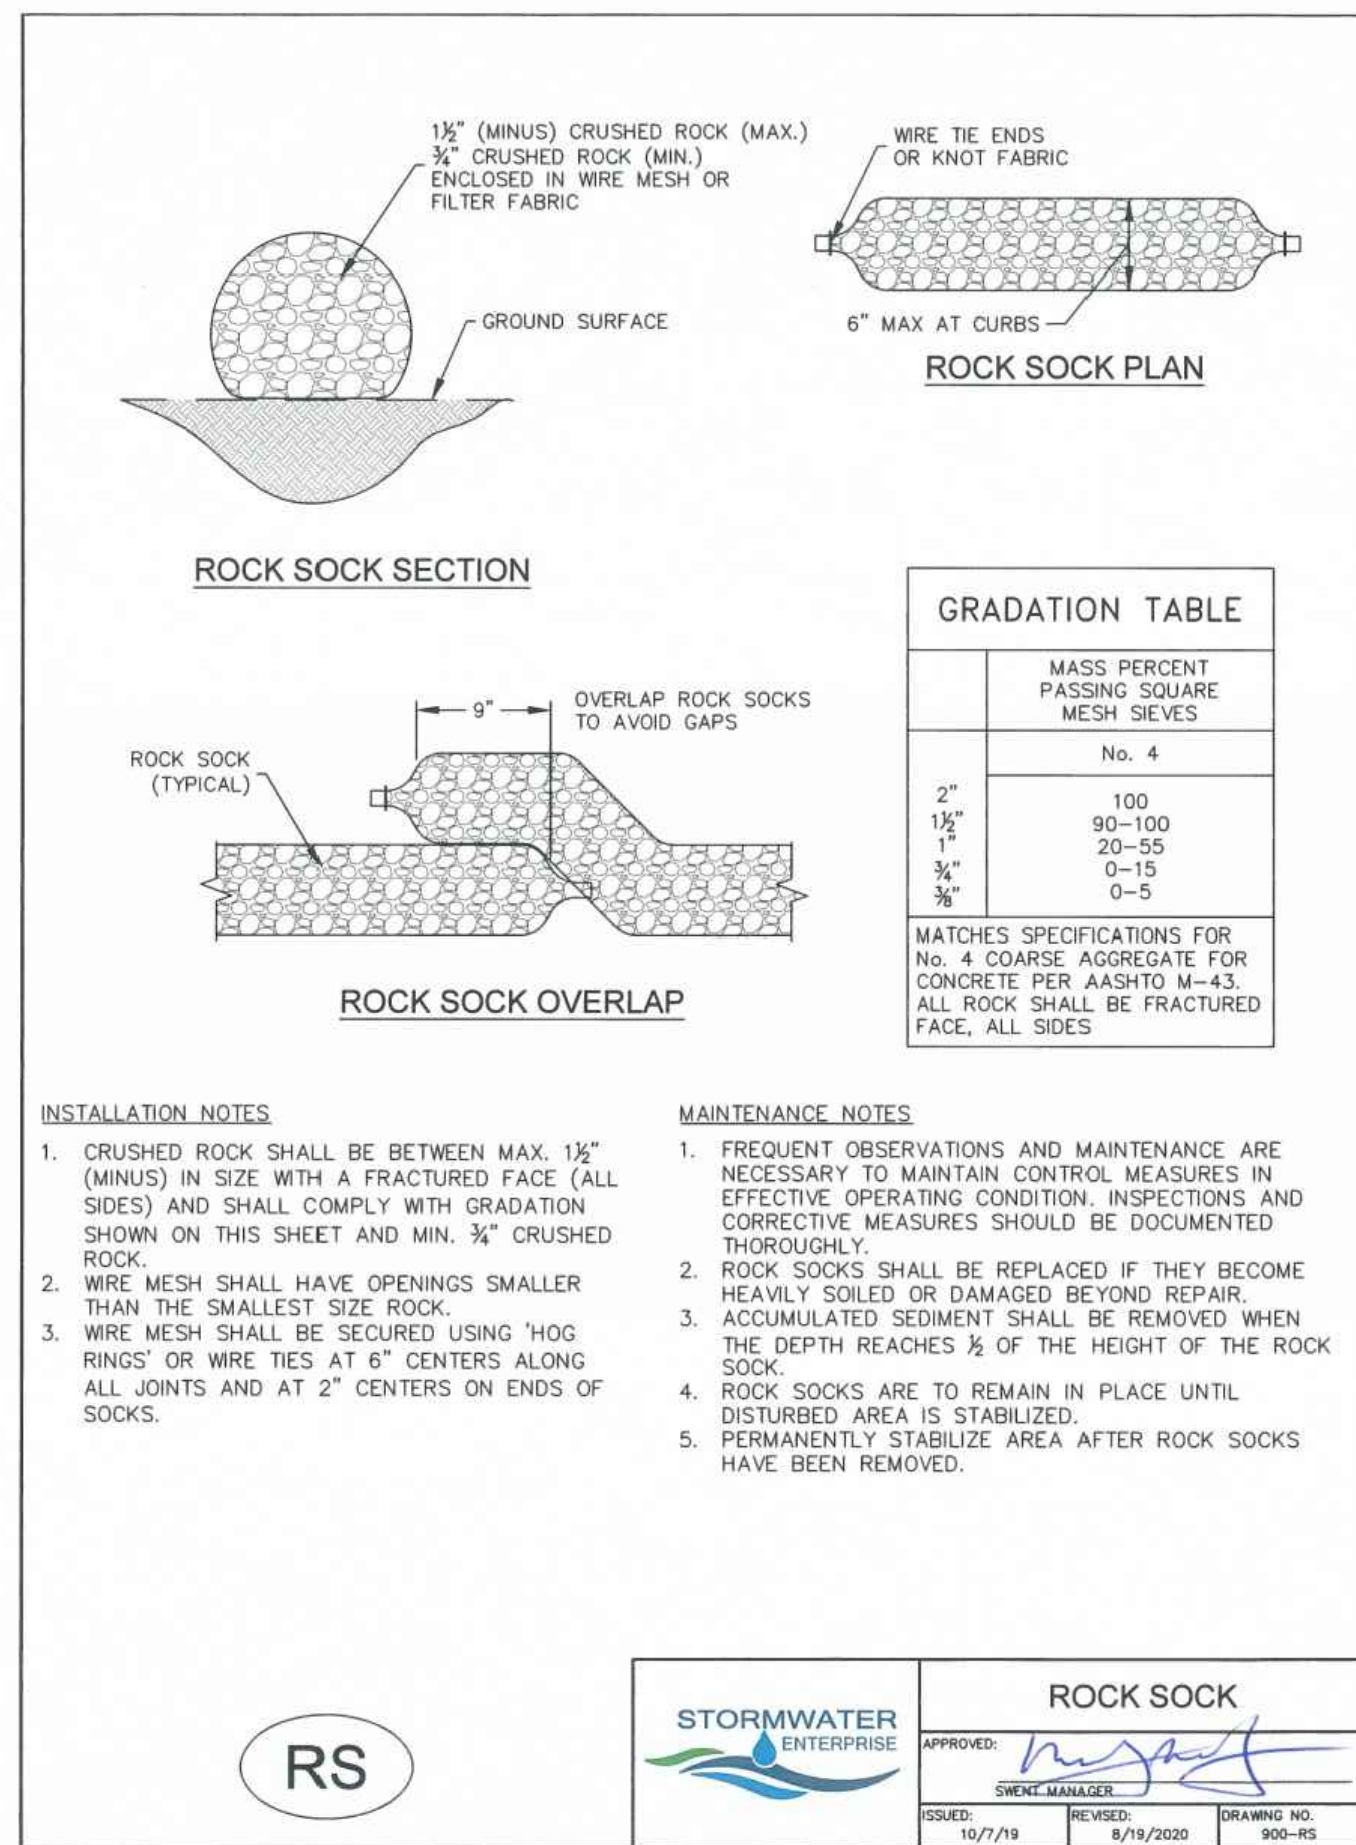 1½" (MINUS) CRUSHED ROCK (MAX.)
¾" CRUSHED ROCK (MIN.)
ENCLOSED IN WIRE MESH OR
FILTER FABRIC
GROUND SURFACE
ROCK SOCK SECTION
WIRE TIE ENDS
OR KNOT FABRIC
6" MAX AT CURBS
ROCK SOCK PLAN
9"
OVERLAP ROCK SOCKS
TO AVOID GAPS
ROCK SOCK
(TYPICAL)
ROCK SOCK OVERLAP
GRADATION TABLE
MASS PERCENT
PASSING SQUARE
MESH SIEVES
No. 4
2" 100
1½" 90-100
1" 20-55
¾" 0-15
⅜" 0-5
MATCHES SPECIFICATIONS FOR
No. 4 COARSE AGGREGATE FOR
CONCRETE PER AASHTO M-43.
ALL ROCK SHALL BE FRACTURED
FACE, ALL SIDES
INSTALLATION NOTES
1. CRUSHED ROCK SHALL BE BETWEEN MAX. 1½"
(MINUS) IN SIZE WITH A FRACTURED FACE (ALL
SIDES) AND SHALL COMPLY WITH GRADATION
SHOWN ON THIS SHEET AND MIN. ¾" CRUSHED
ROCK.
2. WIRE MESH SHALL HAVE OPENINGS SMALLER
THAN THE SMALLEST SIZE ROCK.
3. WIRE MESH SHALL BE SECURED USING 'HOG
RINGS' OR WIRE TIES AT 6" CENTERS ALONG
ALL JOINTS AND AT 2" CENTERS ON ENDS OF
SOCKS.
MAINTENANCE NOTES
1. FREQUENT OBSERVATIONS AND MAINTENANCE ARE
NECESSARY TO MAINTAIN CONTROL MEASURES IN
EFFECTIVE OPERATING CONDITION. INSPECTIONS AND
CORRECTIVE MEASURES SHOULD BE DOCUMENTED
THOROUGHLY.
2. ROCK SOCKS SHALL BE REPLACED IF THEY BECOME
HEAVILY SOILED OR DAMAGED BEYOND REPAIR.
3. ACCUMULATED SEDIMENT SHALL BE REMOVED WHEN
THE DEPTH REACHES ½ OF THE HEIGHT OF THE ROCK
SOCK.
4. ROCK SOCKS ARE TO REMAIN IN PLACE UNTIL
DISTURBED AREA IS STABILIZED.
5. PERMANENTLY STABILIZE AREA AFTER ROCK SOCKS
HAVE BEEN REMOVED.
RS
STORMWATER
ENTERPRISE
ROCK SOCK
APPROVED:
SWENT MANAGER
ISSUED: REVISED: DRAWING NO.
10/7/19 8/19/2020 900-RS